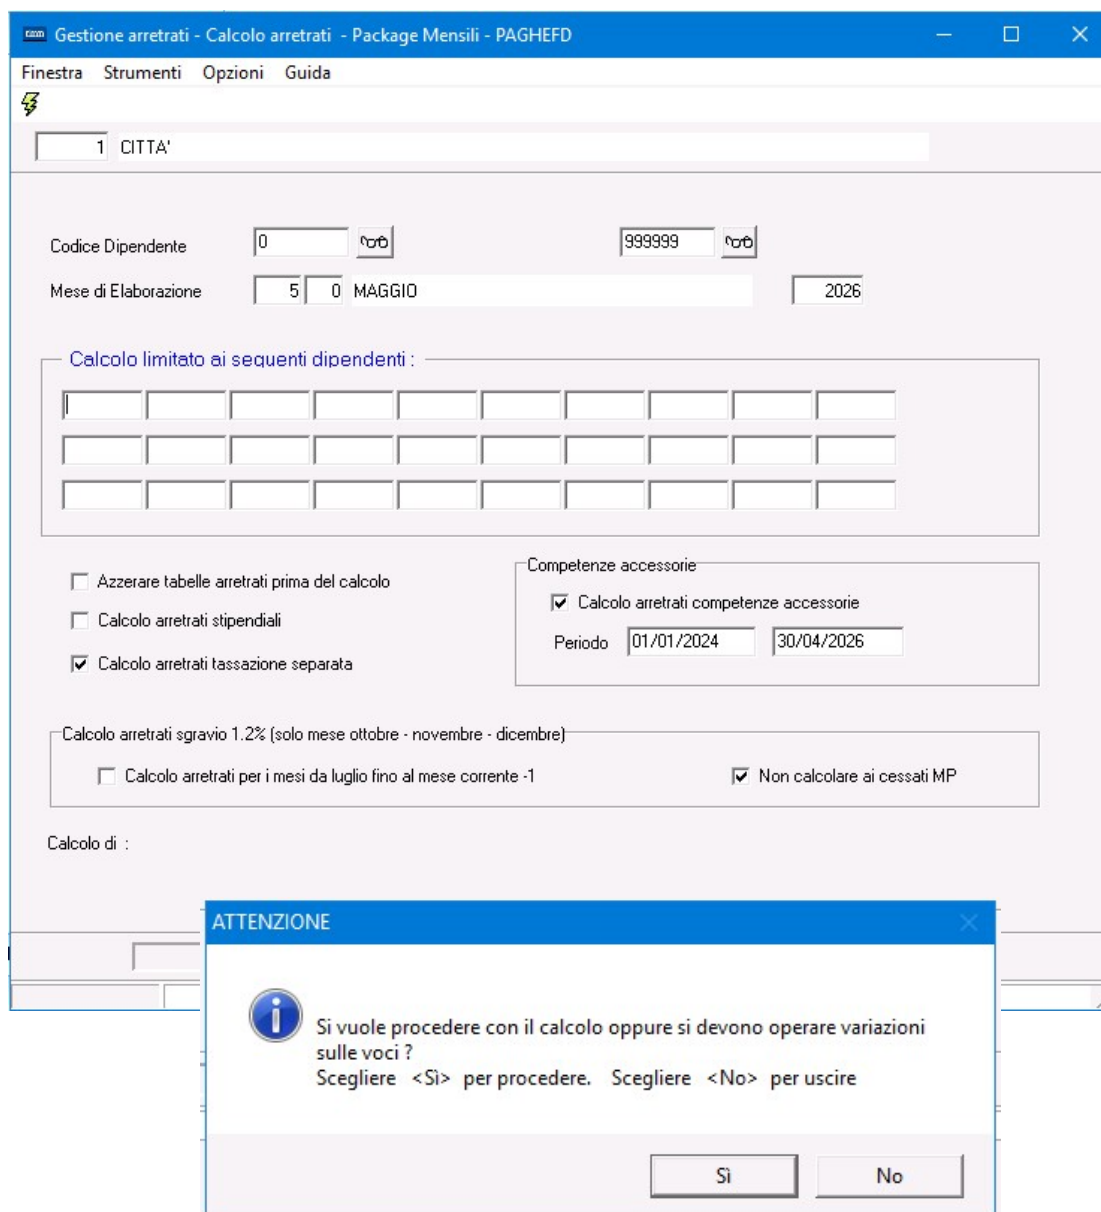 Gestione arretrati - Calcolo arretrati - Package Mensili - PAGHEFD
Finestra Strumenti Opzioni Guida
1 CITTA'
Codice Dipendente 0 999999
Mese di Elaborazione 5 0 MAGGIO 2026
Calcolo limitato ai seguenti dipendenti :
Competenze accessorie
Azzerare tabelle arretrati prima del calcolo
Calcolo arretrati competenze accessorie
Calcolo arretrati stipendiali
Periodo 01/01/2024 30/04/2026
Calcolo arretrati tassazione separata
Calcolo arretrati sgravio 1.2% (solo mese ottobre - novembre - dicembre)
Calcolo arretrati per i mesi da luglio fino al mese corrente -1 Non calcolare ai cessati MP
Calcolo di :
ATTENZIONE
Si vuole procedere con il calcolo oppure si devono operare variazioni
sulle voci ?
Scegliere <Sì> per procedere. Scegliere <No> per uscire
Sì No